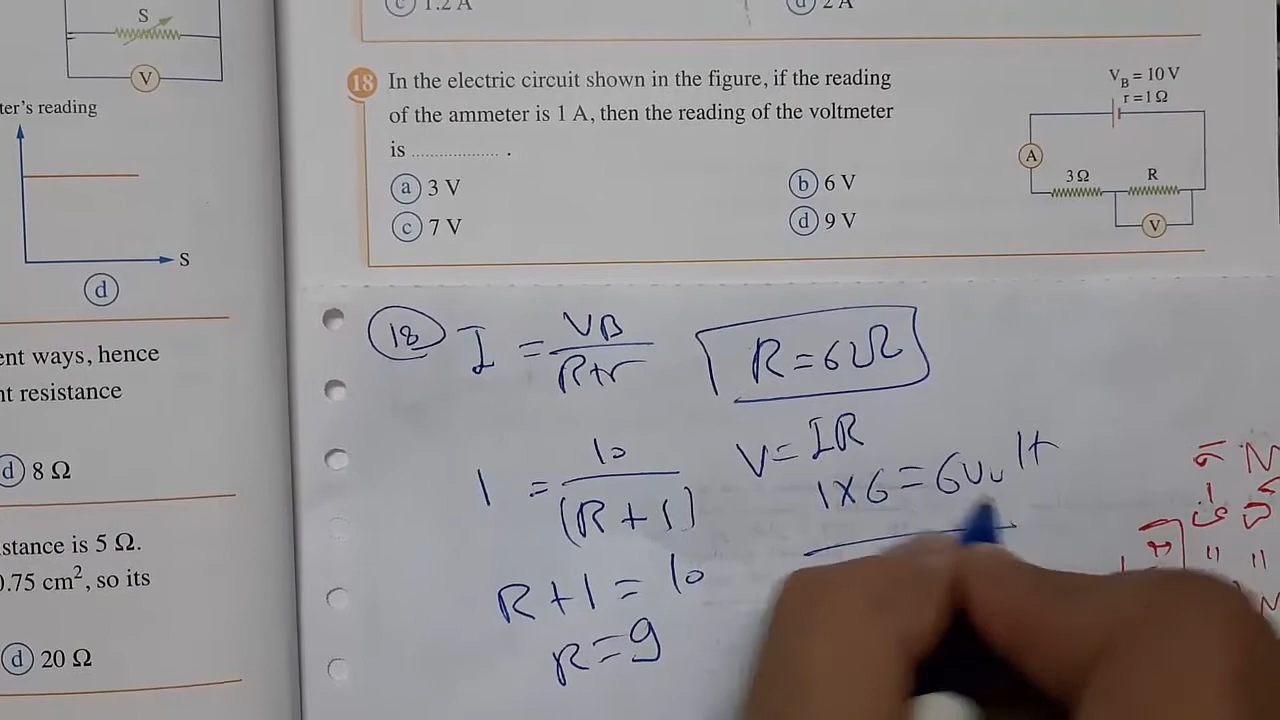 c 1.2 A
d 2 A
S
V
ter's reading
S
d
ent ways, hence
nt resistance
d 8 Ω
stance is 5 Ω.
0.75 cm², so its
d 20 Ω
18 In the electric circuit shown in the figure, if the reading
of the ammeter is 1 A, then the reading of the voltmeter
is .................. .
a 3 V
b 6 V
c 7 V
d 9 V
V_B = 10 V
r = 1 Ω
A
3 Ω
R
V
18 I = VB / R+r
R = 6 Ω
1 = 10 / (R + 1)
V = IR
1 x 6 = 6 volt
R + 1 = 10
R = 9